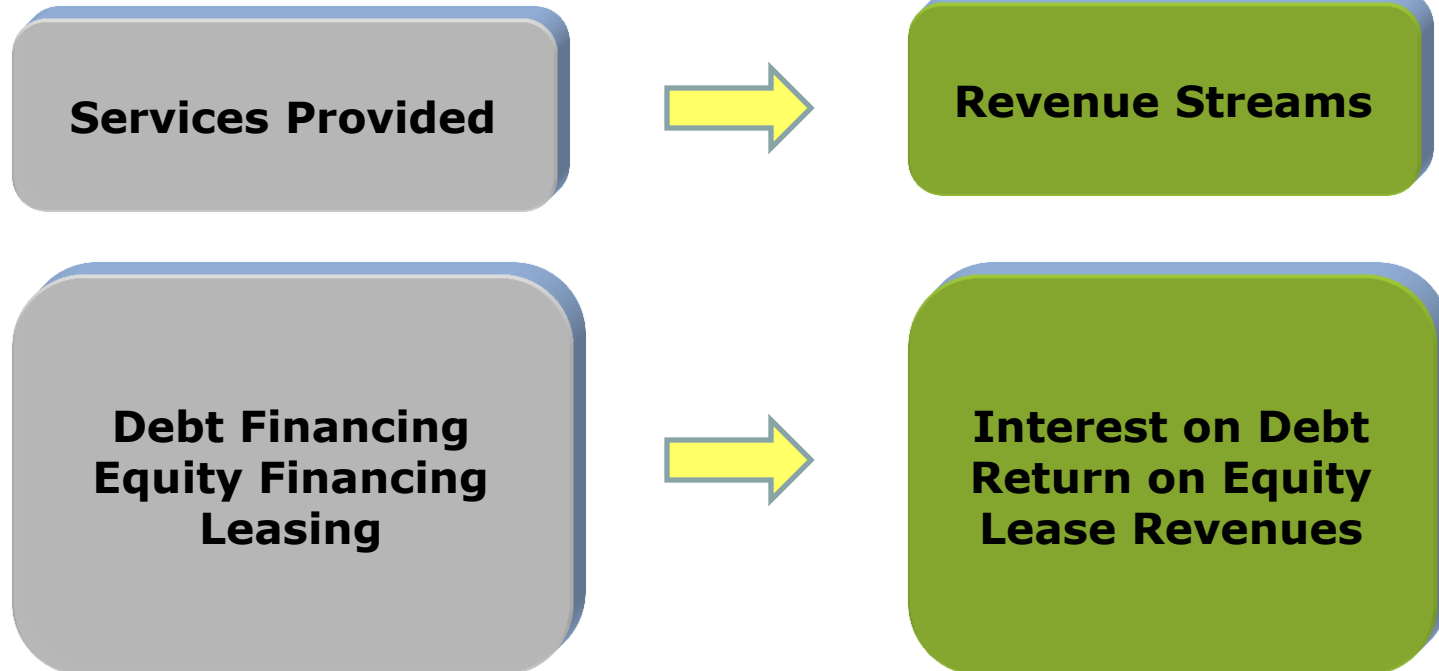 Services Provided
Revenue Streams
Debt Financing
Equity Financing
Leasing
Interest on Debt
Return on Equity
Lease Revenues